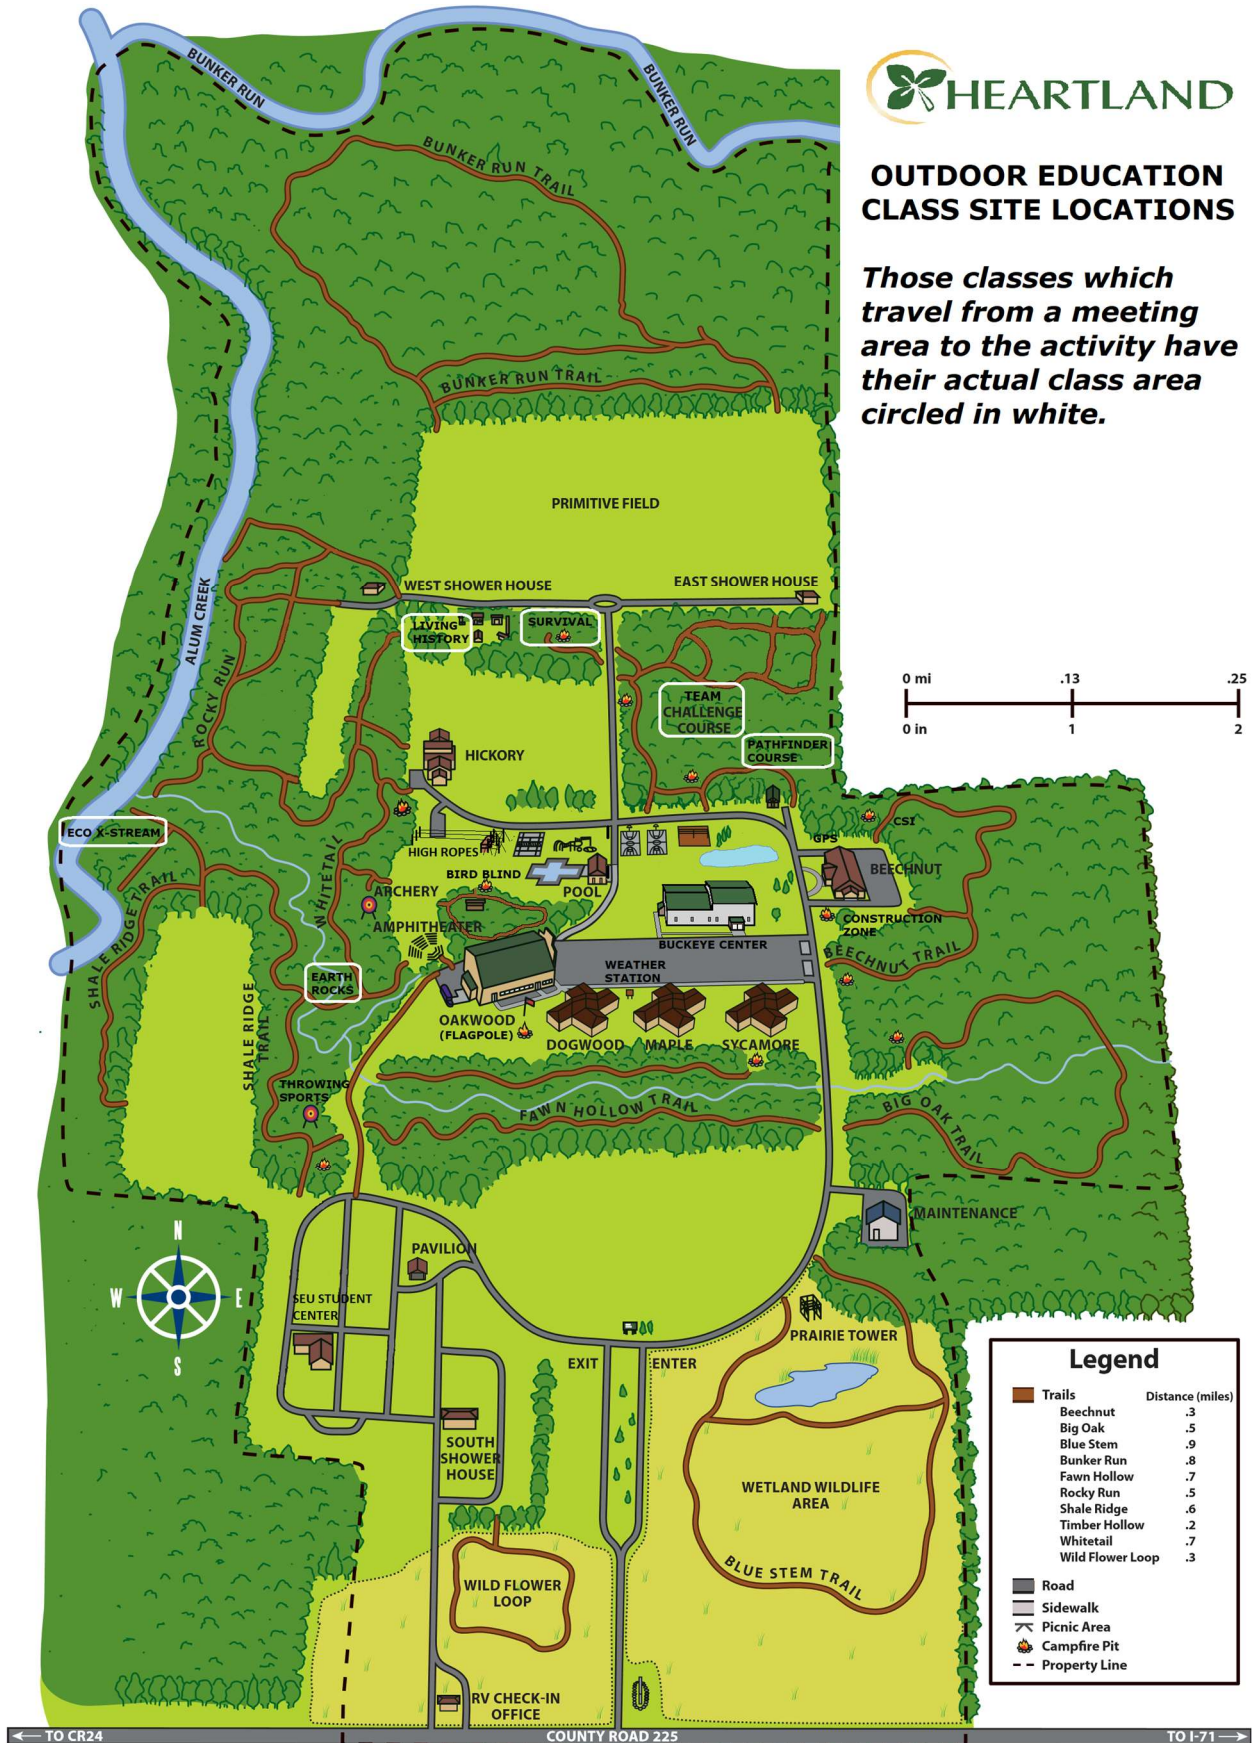 HEARTLAND
OUTDOOR EDUCATION
CLASS SITE LOCATIONS
Those classes which
travel from a meeting
area to the activity have
their actual class area
circled in white.
BUNKER RUN
BUNKER RUN
BUNKER RUN TRAIL
BUNKER RUN TRAIL
PRIMITIVE FIELD
WEST SHOWER HOUSE
EAST SHOWER HOUSE
ALUM CREEK
LIVING
HISTORY
SURVIVAL
ROCKY RUN
TEAM
CHALLENGE
COURSE
PATHFINDER
COURSE
0 mi .13 .25
0 in 1 2
HICKORY
ECO X-STREAM
CSI
GPS
HIGH ROPES
BEECHNUT
BIRD BLIND
POOL
WHITETAIL
ARCHERY
SHALE RIDGE TRAIL
AMPHITHEATER
CONSTRUCTION
ZONE
BUCKEYE CENTER
BEECHNUT TRAIL
WEATHER
STATION
EARTH
ROCKS
OAKWOOD
(FLAGPOLE)
DOGWOOD
MAPLE
SYCAMORE
SHALE RIDGE
TRAIL
THROWING
SPORTS
FAWN HOLLOW TRAIL
BIG OAK TRAIL
MAINTENANCE
N
W
E
S
PAVILION
SEU STUDENT
CENTER
PRAIRIE TOWER
EXIT
ENTER
SOUTH
SHOWER
HOUSE
WETLAND WILDLIFE
AREA
BLUE STEM TRAIL
WILD FLOWER
LOOP
RV CHECK-IN
OFFICE
Legend
Trails Distance (miles)
Beechnut .3
Big Oak .5
Blue Stem .9
Bunker Run .8
Fawn Hollow .7
Rocky Run .5
Shale Ridge .6
Timber Hollow .2
Whitetail .7
Wild Flower Loop .3
Road
Sidewalk
Picnic Area
Campfire Pit
Property Line
TO CR24
COUNTY ROAD 225
TO I-71